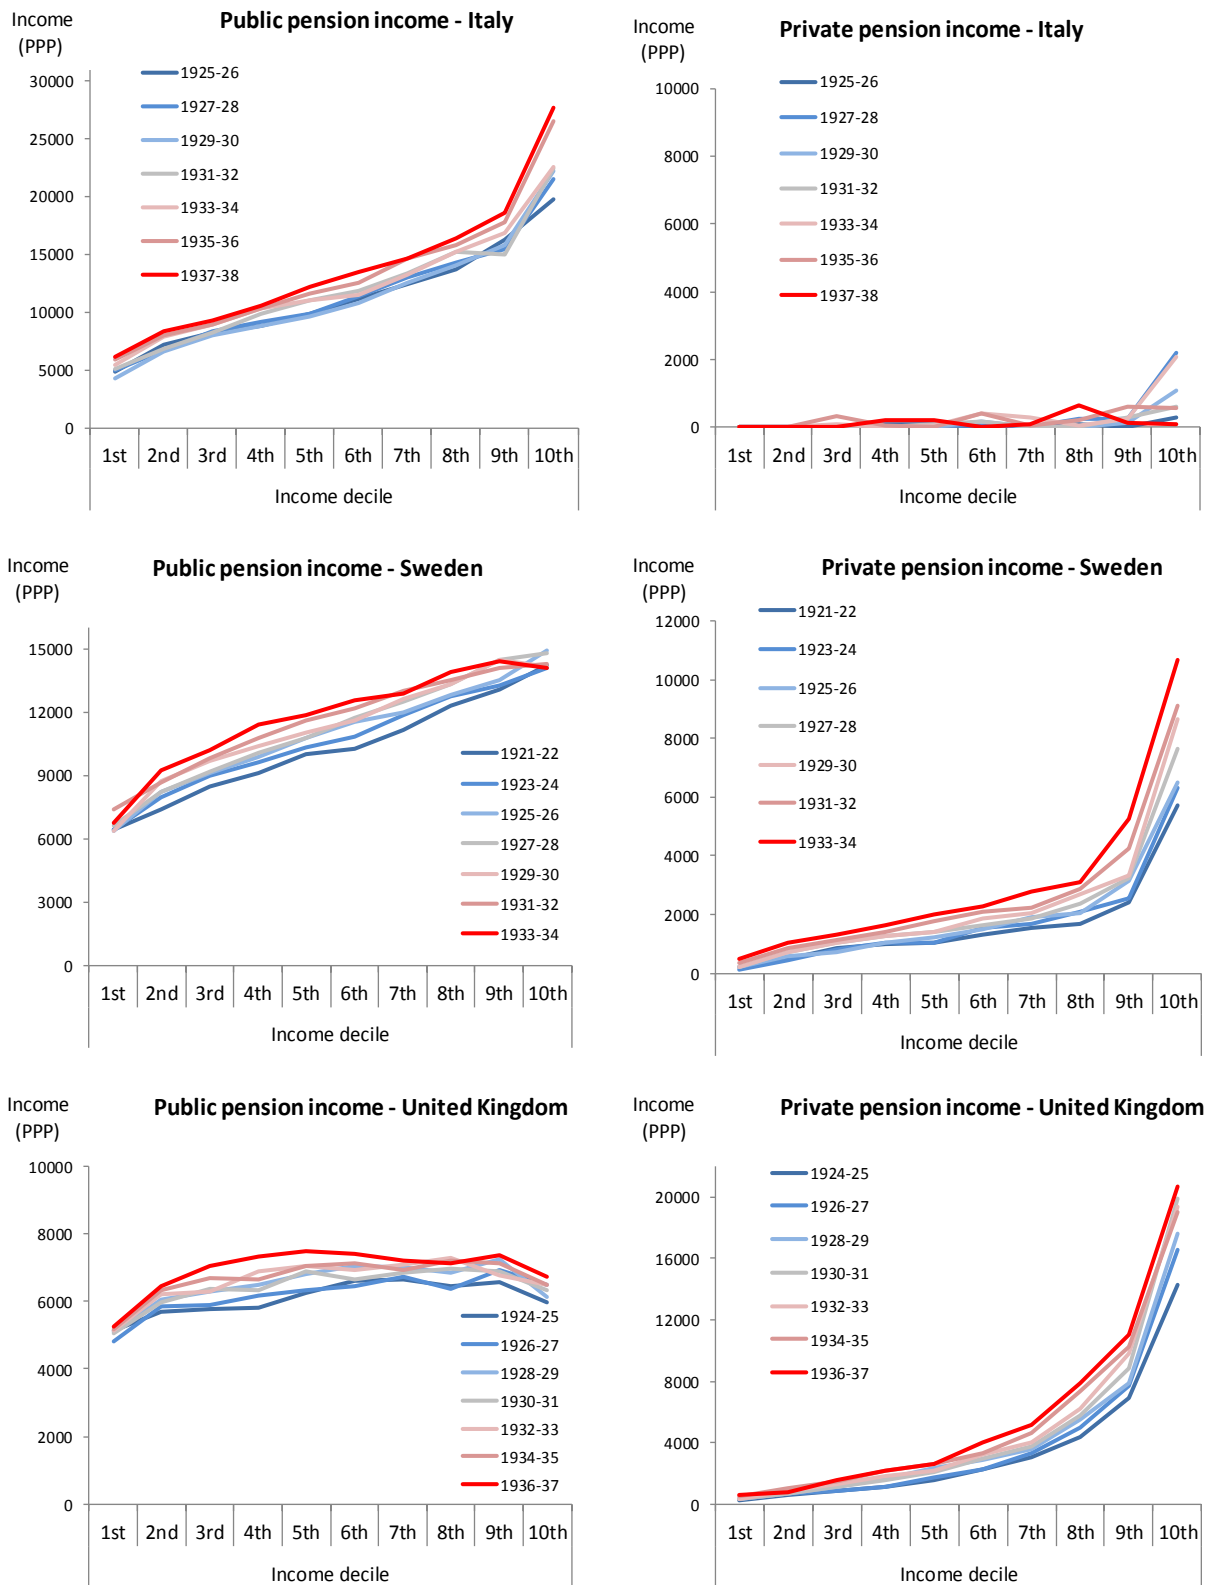 Income
(PPP)
Public pension income - Italy
30000
25000
20000
15000
10000
5000
0
1925-26
1927-28
1929-30
1931-32
1933-34
1935-36
1937-38
1st 2nd 3rd 4th 5th 6th 7th 8th 9th 10th
Income decile
Income
(PPP)
Private pension income - Italy
10000
8000
6000
4000
2000
0
1925-26
1927-28
1929-30
1931-32
1933-34
1935-36
1937-38
1st 2nd 3rd 4th 5th 6th 7th 8th 9th 10th
Income decile
Income
(PPP)
Public pension income - Sweden
15000
12000
9000
6000
3000
0
1921-22
1923-24
1925-26
1927-28
1929-30
1931-32
1933-34
1st 2nd 3rd 4th 5th 6th 7th 8th 9th 10th
Income decile
Income
(PPP)
Private pension income - Sweden
12000
10000
8000
6000
4000
2000
0
1921-22
1923-24
1925-26
1927-28
1929-30
1931-32
1933-34
1st 2nd 3rd 4th 5th 6th 7th 8th 9th 10th
Income decile
Income
(PPP)
Public pension income - United Kingdom
10000
8000
6000
4000
2000
0
1924-25
1926-27
1928-29
1930-31
1932-33
1934-35
1936-37
1st 2nd 3rd 4th 5th 6th 7th 8th 9th 10th
Income decile
Income
(PPP)
Private pension income - United Kingdom
20000
16000
12000
8000
4000
0
1924-25
1926-27
1928-29
1930-31
1932-33
1934-35
1936-37
1st 2nd 3rd 4th 5th 6th 7th 8th 9th 10th
Income decile